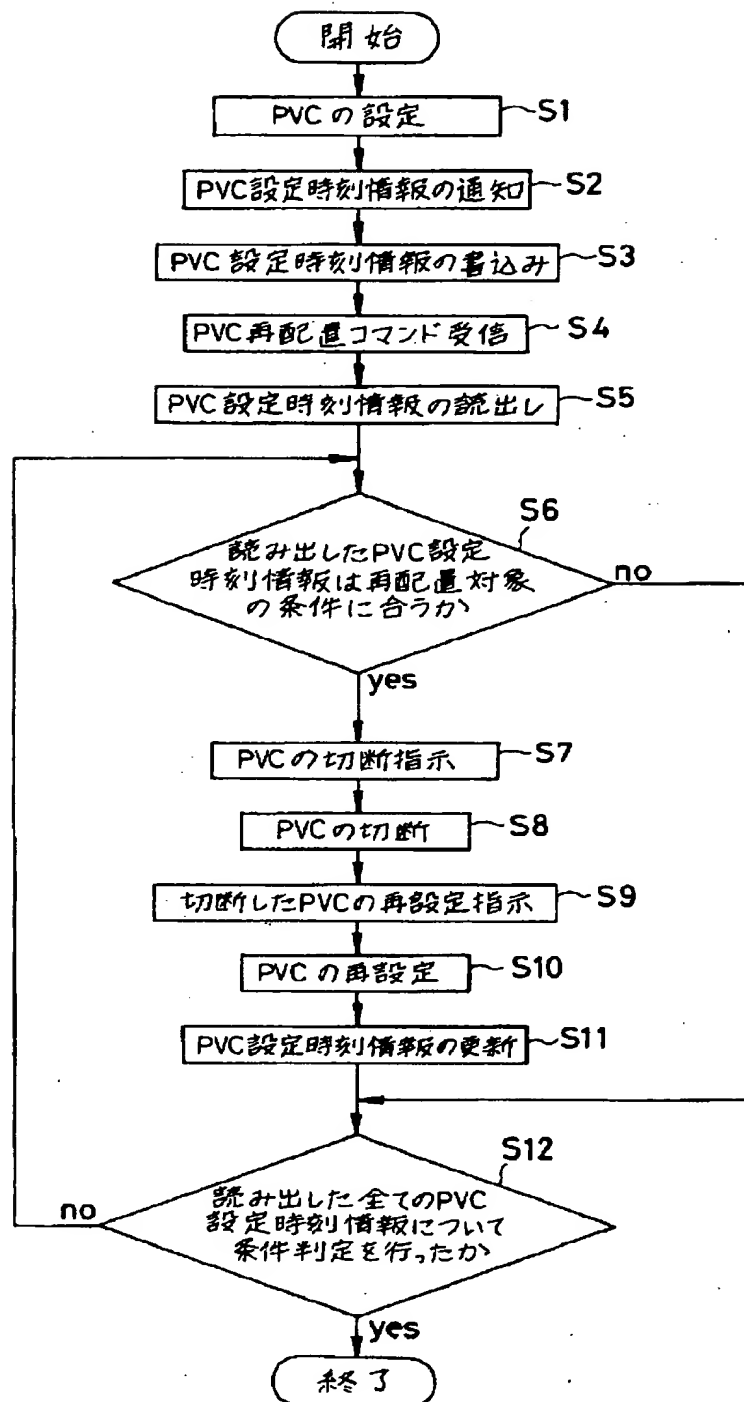 開始
PVCの設定 S1
PVC設定時刻情報の通知 S2
PVC設定時刻情報の書込み S3
PVC再配置コマンド受信 S4
PVC設定時刻情報の読出し S5
S6
読み出したPVC設定
時刻情報は再配置対象
の条件に合うか
no
yes
PVCの切断指示 S7
PVCの切断 S8
切断したPVCの再設定指示 S9
PVCの再設定 S10
PVC設定時刻情報の更新 S11
S12
no
読み出した全てのPVC
設定時刻情報について
条件判定を行ったか
yes
終了